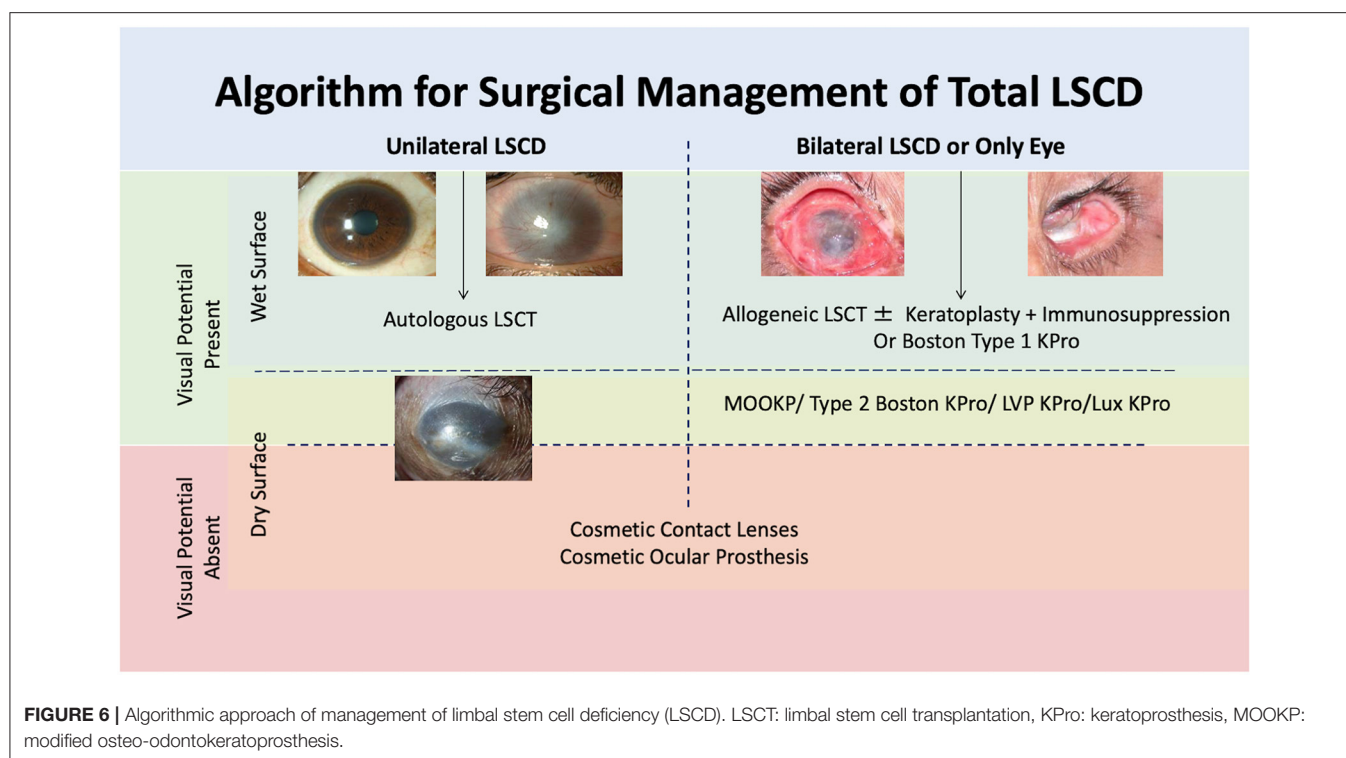 Algorithm for Surgical Management of Total LSCD
Unilateral LSCD
Bilateral LSCD or Only Eye
Visual Potential
Present
Wet Surface
Autologous LSCT
Allogeneic LSCT ± Keratoplasty + Immunosuppression
Or Boston Type 1 KPro
Dry Surface
MOOKP/ Type 2 Boston KPro/ LVP KPro/Lux KPro
Visual Potential
Absent
Cosmetic Contact Lenses
Cosmetic Ocular Prosthesis
FIGURE 6 | Algorithmic approach of management of limbal stem cell deficiency (LSCD). LSCT: limbal stem cell transplantation, KPro: keratoprosthesis, MOOKP:
modified osteo-odontokeratoprosthesis.